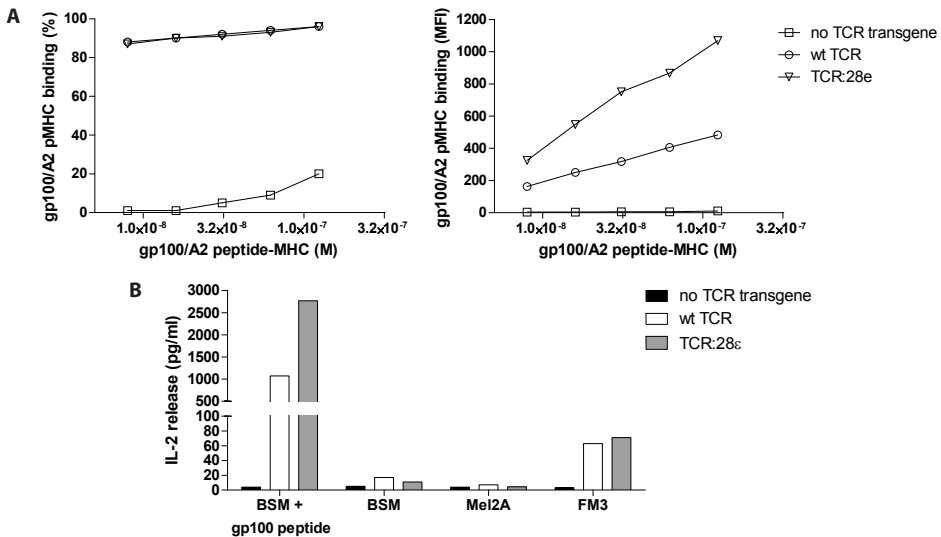 A
gp100/A2 pMHC binding (%)
100
80
60
40
20
0
1.0x10-8
3.2x10-8
1.0x10-7
3.2x10-7
gp100/A2 peptide-MHC (M)
gp100/A2 pMHC binding (MFI)
1200
1000
800
600
400
200
0
1.0x10-8
3.2x10-8
1.0x10-7
3.2x10-7
gp100/A2 peptide-MHC (M)
no TCR transgene
wt TCR
TCR:28e
B
IL-2 release (pg/ml)
3000
2500
2000
1500
1000
500
100
80
60
40
20
0
BSM +
gp100 peptide
BSM
Mel2A
FM3
no TCR transgene
wt TCR
TCR:28ε